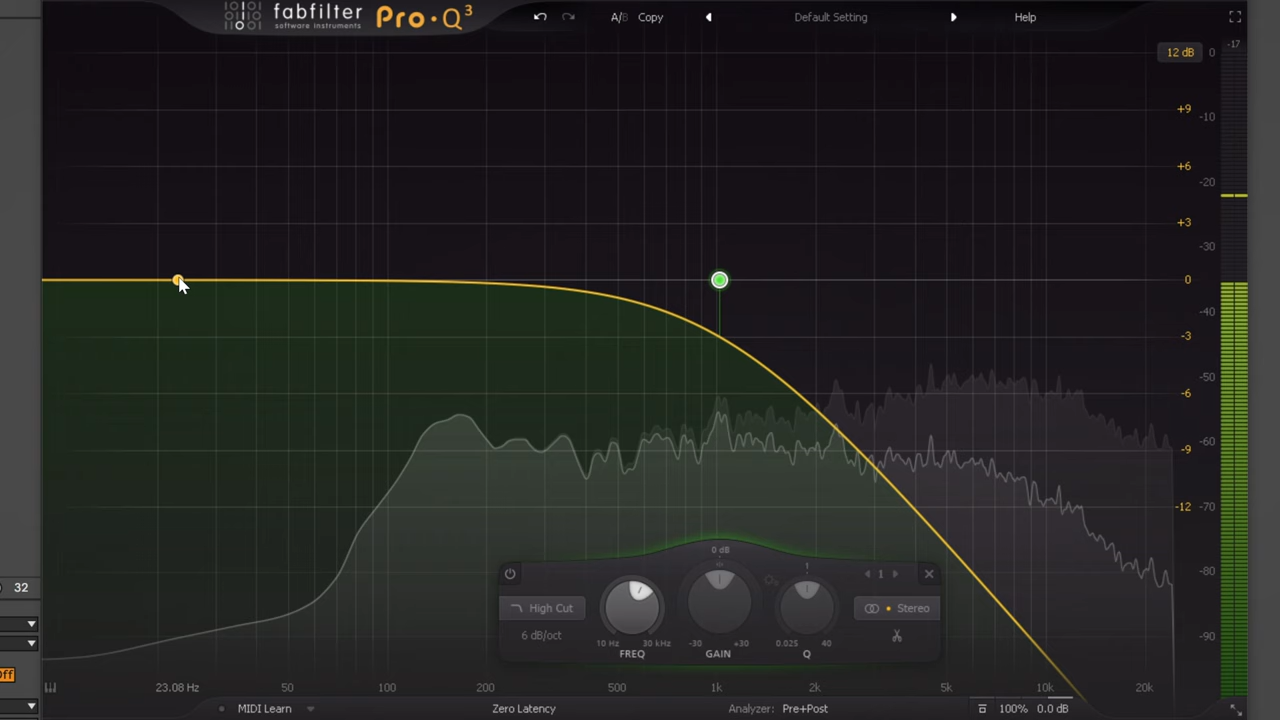 fabfilter
software instruments
Pro·Q³
A/B
Copy
Default Setting
Help
12 dB
0
-17
+9
-10
+6
-20
+3
-30
0
-40
-3
-50
-6
-60
-9
-12
-70
-80
-90
0 dB
1
High Cut
Stereo
6 dB/oct
10 Hz
30 kHz
-30
+30
0.025
40
FREQ
GAIN
Q
32
Off
23.08 Hz
50
100
200
500
1k
2k
5k
10k
20k
MIDI Learn
Zero Latency
Analyzer:
Pre+Post
100%
0.0 dB